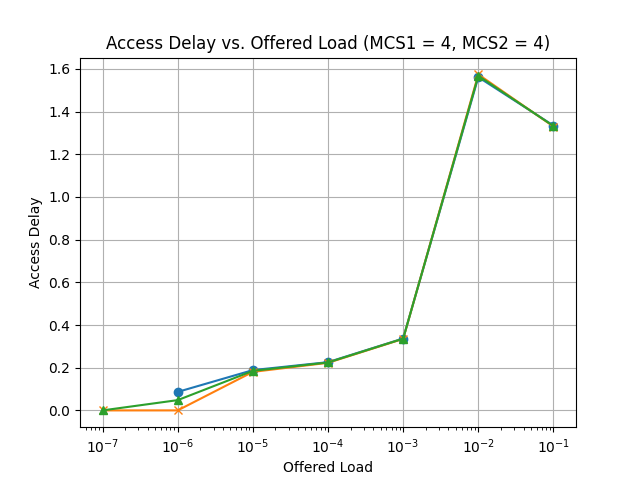 Access Delay vs. Offered Load (MCS1 = 4, MCS2 = 4)
1.6
1.4
1.2
1.0
0.8
0.6
0.4
0.2
0.0
Access Delay
10⁻⁷ 10⁻⁶ 10⁻⁵ 10⁻⁴ 10⁻³ 10⁻² 10⁻¹
Offered Load